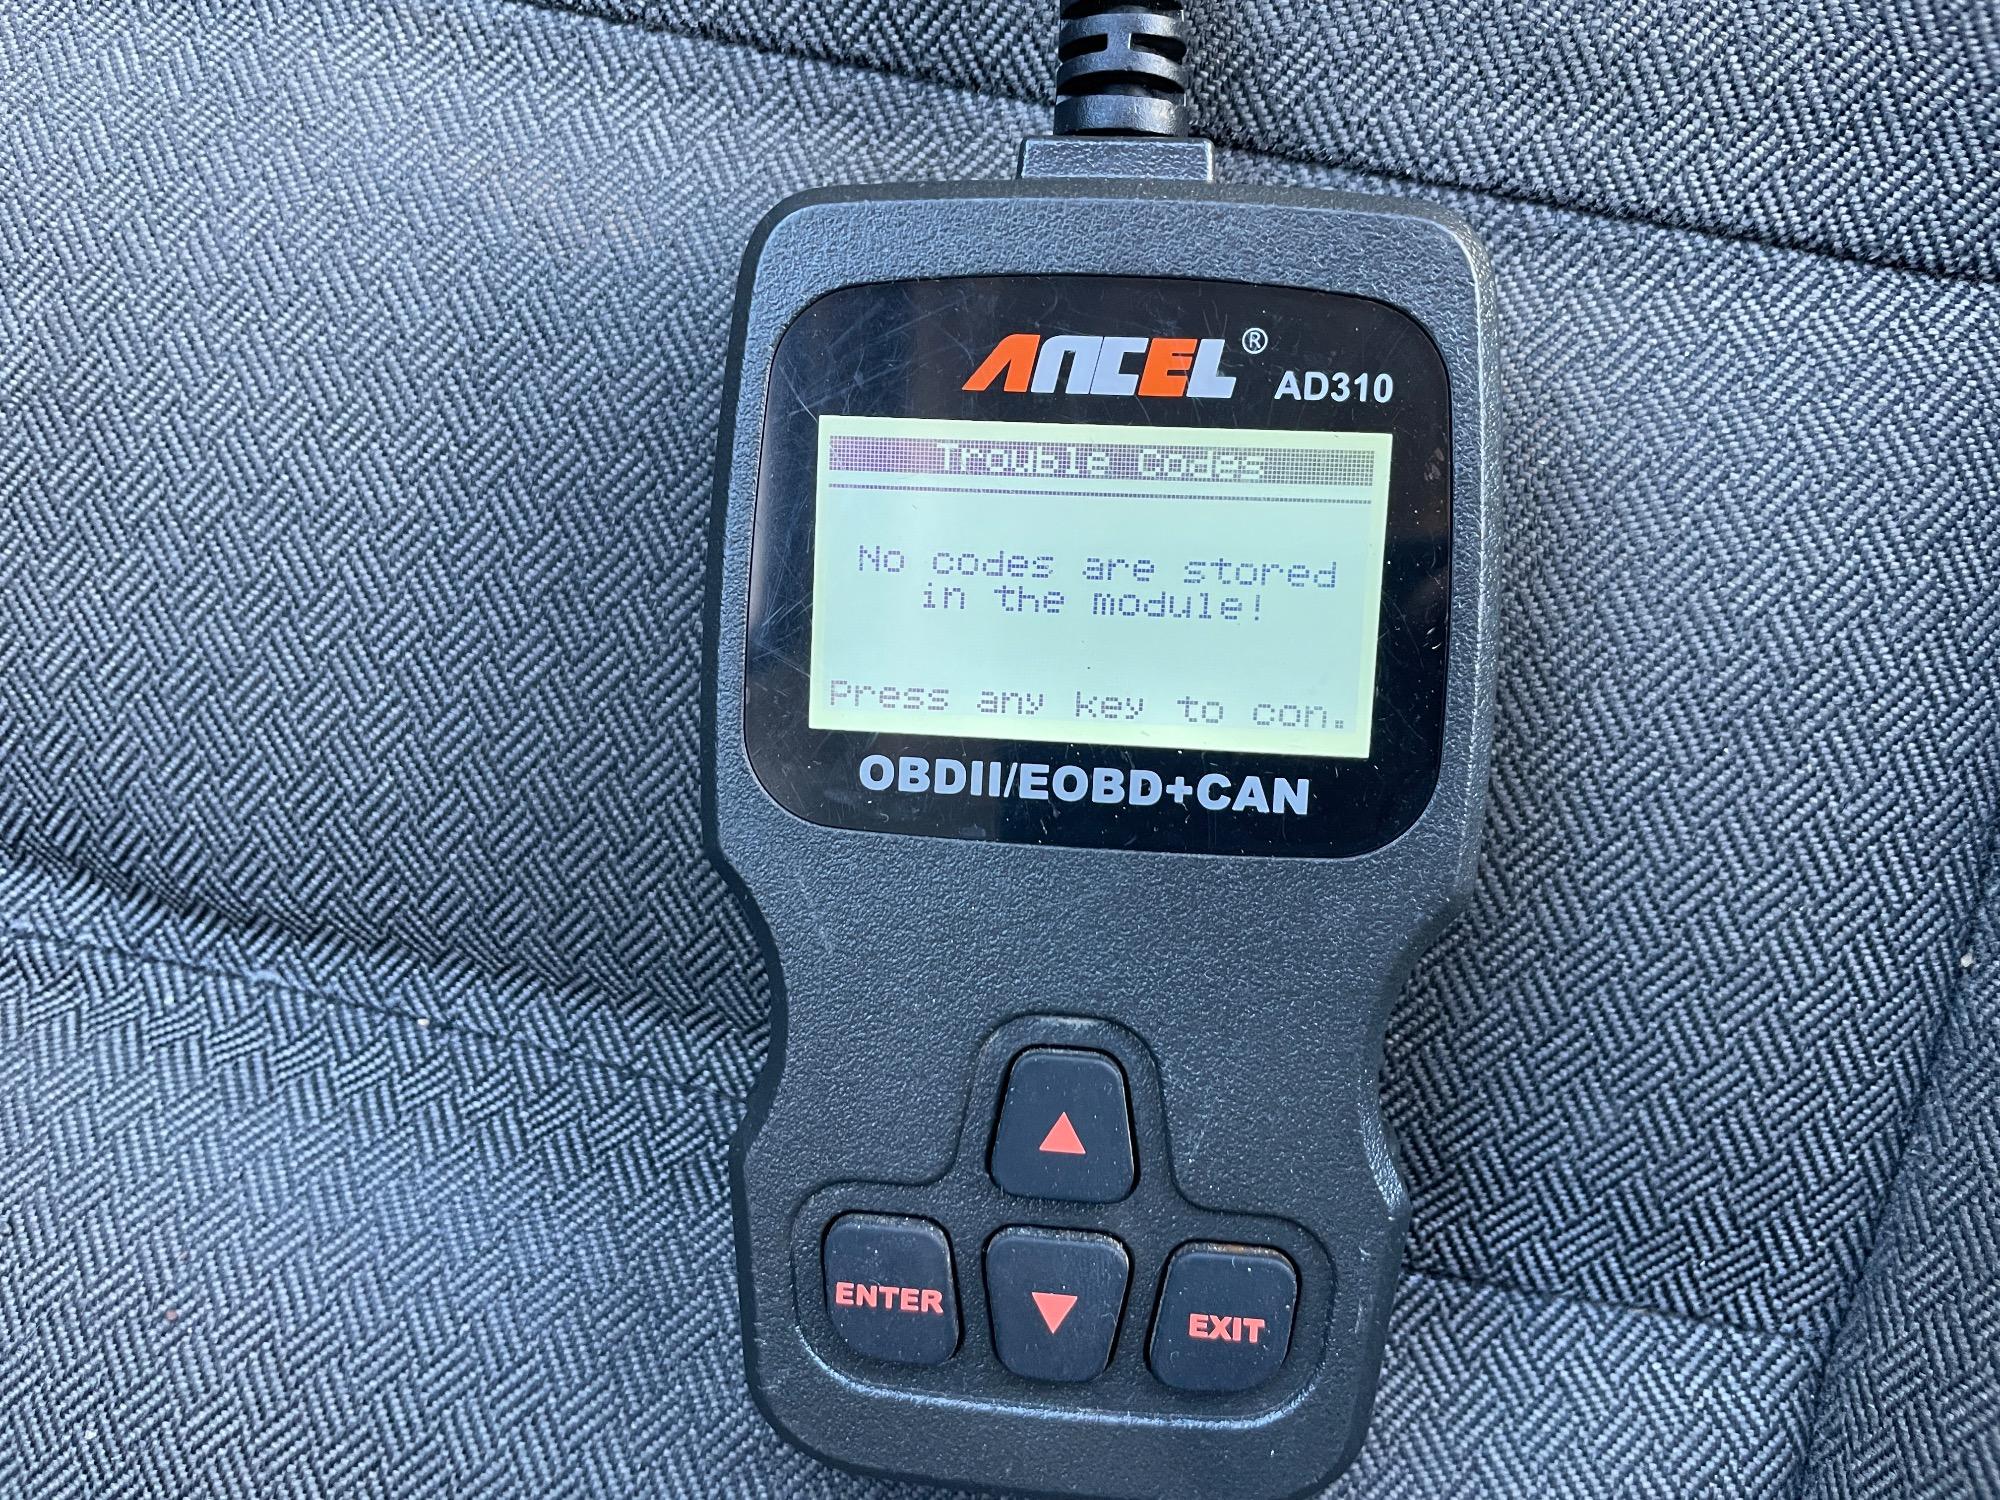 ANCEL® AD310
Trouble Codes
No codes are stored
in the module!
Press any key to con.
OBDII/EOBD+CAN
ENTER
EXIT